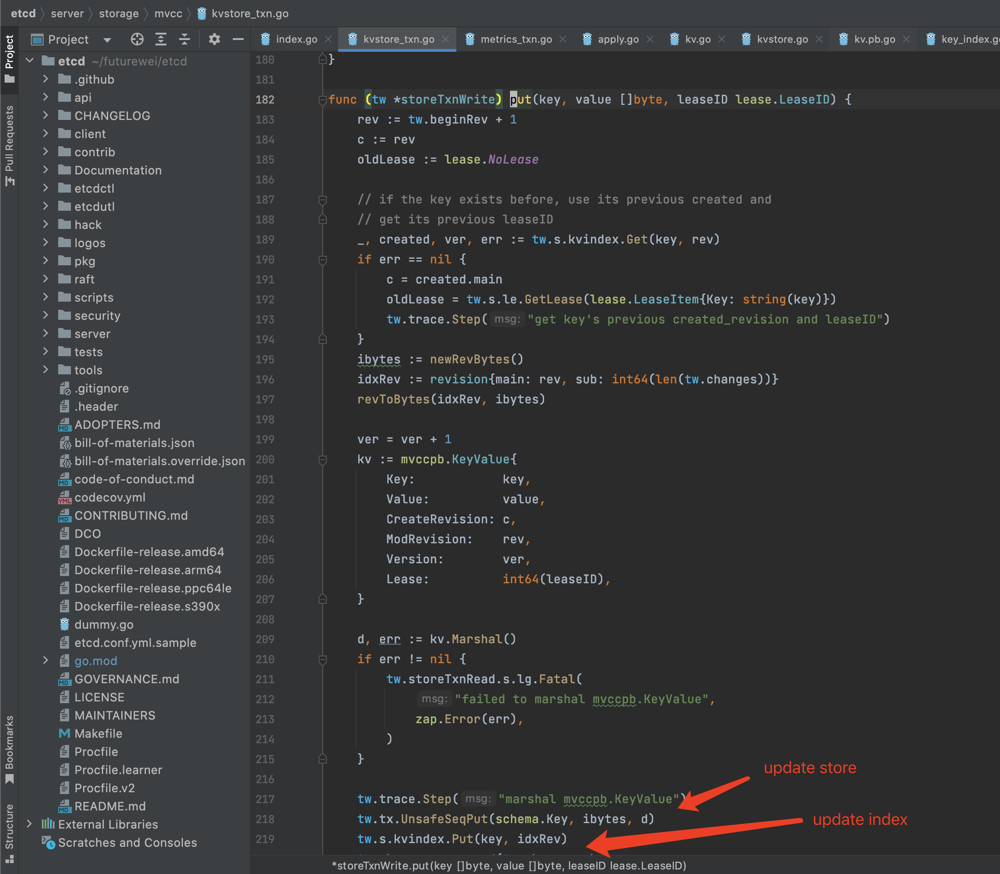 etcd server storage mvcc kvstore_txn.go
Project
Pull Requests
Bookmarks
Structure
Project
index.go kvstore_txn.go metrics_txn.go apply.go kv.go kvstore.go kv.pb.go key_index.go
etcd ~/futurewei/etcd
.github
api
CHANGELOG
client
contrib
Documentation
etcdctl
etcdutl
hack
logos
pkg
raft
scripts
security
server
tests
tools
.gitignore
.header
ADOPTERS.md
bill-of-materials.json
bill-of-materials.override.json
code-of-conduct.md
codecov.yml
CONTRIBUTING.md
DCO
Dockerfile-release.amd64
Dockerfile-release.arm64
Dockerfile-release.ppc64le
Dockerfile-release.s390x
dummy.go
etcd.conf.yml.sample
go.mod
GOVERNANCE.md
LICENSE
MAINTAINERS
Makefile
Procfile
Procfile.learner
Procfile.v2
README.md
External Libraries
Scratches and Consoles
180 }
181
182 func (tw *storeTxnWrite) put(key, value []byte, leaseID lease.LeaseID) {
183 rev := tw.beginRev + 1
184 c := rev
185 oldLease := lease.NoLease
186
187 // if the key exists before, use its previous created and
188 // get its previous leaseID
189 _, created, ver, err := tw.s.kvindex.Get(key, rev)
190 if err == nil {
191 c = created.main
192 oldLease = tw.s.le.GetLease(lease.LeaseItem{Key: string(key)})
193 tw.trace.Step( msg: "get key's previous created_revision and leaseID")
194 }
195 ibytes := newRevBytes()
196 idxRev := revision{main: rev, sub: int64(len(tw.changes))}
197 revToBytes(idxRev, ibytes)
198
199 ver = ver + 1
200 kv := mvccpb.KeyValue{
201 Key: key,
202 Value: value,
203 CreateRevision: c,
204 ModRevision: rev,
205 Version: ver,
206 Lease: int64(leaseID),
207 }
208
209 d, err := kv.Marshal()
210 if err != nil {
211 tw.storeTxnRead.s.lg.Fatal(
212 msg: "failed to marshal mvccpb.KeyValue",
213 zap.Error(err),
214 )
215 }
216
update store
217 tw.trace.Step( msg: "marshal mvccpb.KeyValue")
218 tw.tx.UnsafeSeqPut(schema.Key, ibytes, d)
update index
219 tw.s.kvindex.Put(key, idxRev)
*storeTxnWrite.put(key []byte, value []byte, leaseID lease.LeaseID)